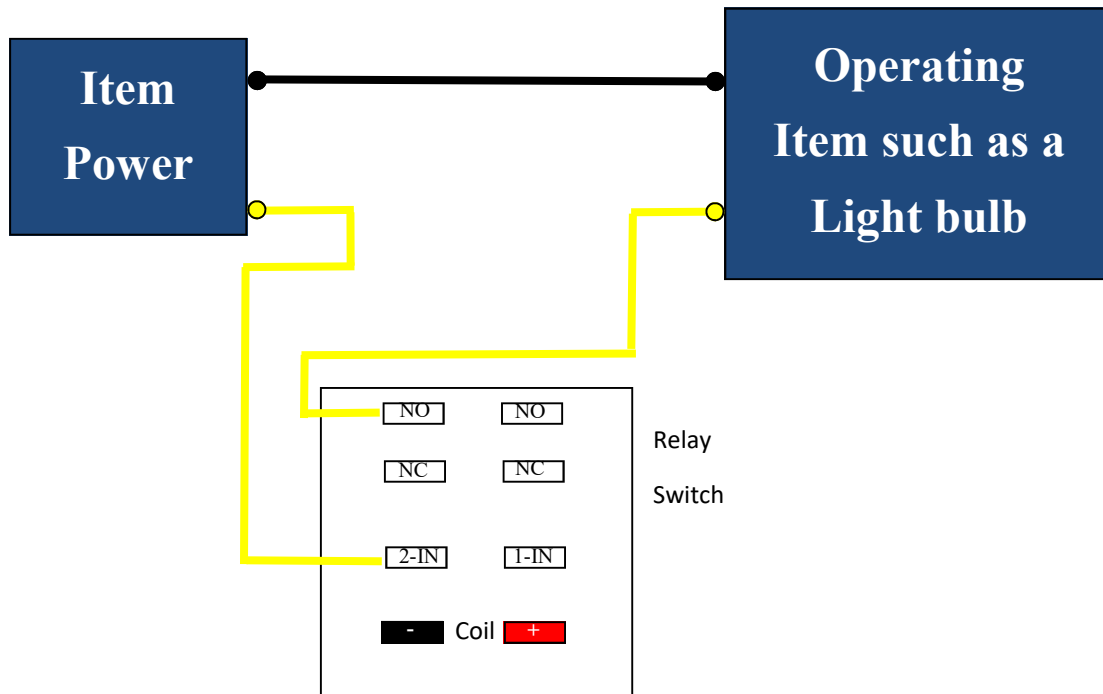 Item
Power
Operating
Item such as a
Light bulb
NO NO
Relay
NC NC
Switch
2-IN 1-IN
- Coil +